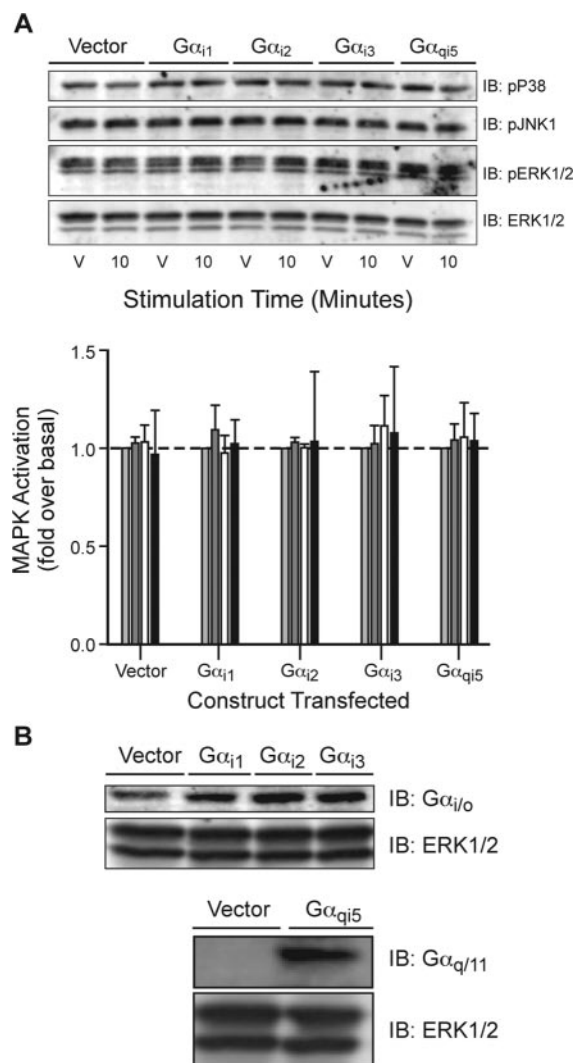 A
Vector Gαi1 Gαi2 Gαi3 Gαqi5
IB: pP38
IB: pJNK1
IB: pERK1/2
IB: ERK1/2
V 10 V 10 V 10 V 10 V 10
Stimulation Time (Minutes)
MAPK Activation
(fold over basal)
1.5
1.0
0.5
0.0
Vector Gαi1 Gαi2 Gαi3 Gαqi5
Construct Transfected
B
Vector Gαi1 Gαi2 Gαi3
IB: Gαi/o
IB: ERK1/2
Vector Gαqi5
IB: Gαq/11
IB: ERK1/2